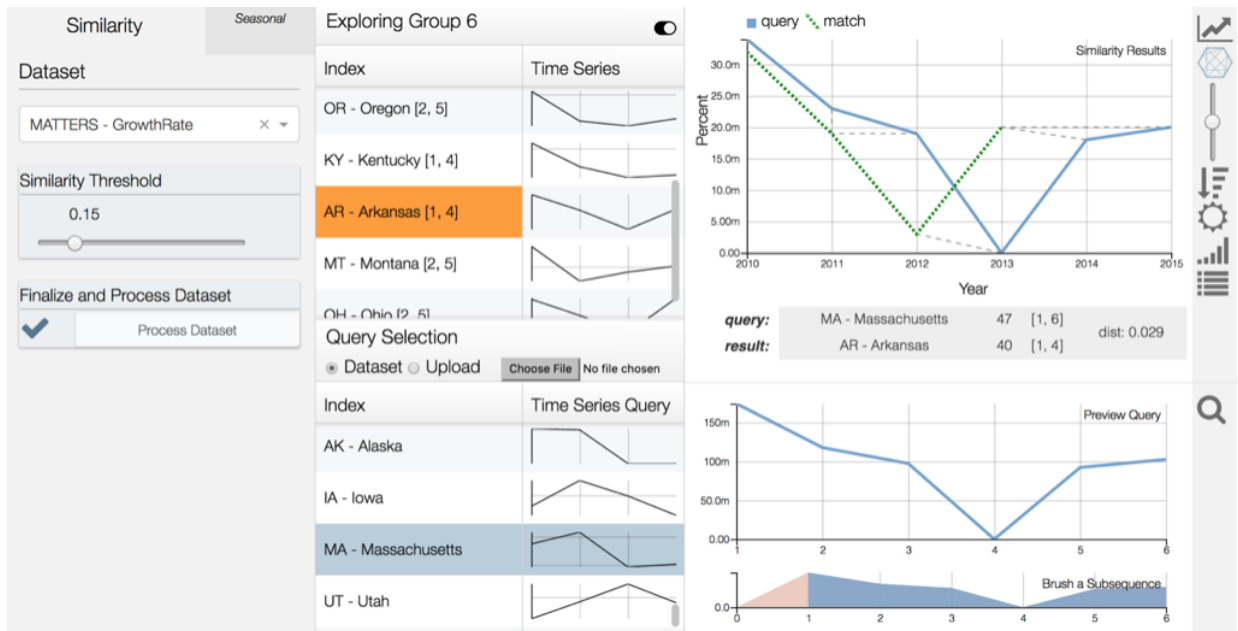 Similarity
Seasonal
Dataset
MATTERS - GrowthRate
Similarity Threshold
0.15
Finalize and Process Dataset
Process Dataset
Exploring Group 6
Index Time Series
OR - Oregon [2, 5]
KY - Kentucky [1, 4]
AR - Arkansas [1, 4]
MT - Montana [2, 5]
OH - Ohio [2, 5]
Query Selection
Dataset Upload Choose File No file chosen
Index Time Series Query
AK - Alaska
IA - Iowa
MA - Massachusetts
UT - Utah
query match
Similarity Results
Percent
30.0m
25.0m
20.0m
15.0m
10.0m
5.00m
0.00
2010 2011 2012 2013 2014 2015
Year
query: MA - Massachusetts 47 [1, 6]
result: AR - Arkansas 40 [1, 4]
dist: 0.029
Preview Query
150m
100m
50.0m
0.00
1 2 3 4 5 6
Brush a Subsequence
0.0
0 1 2 3 4 5 6